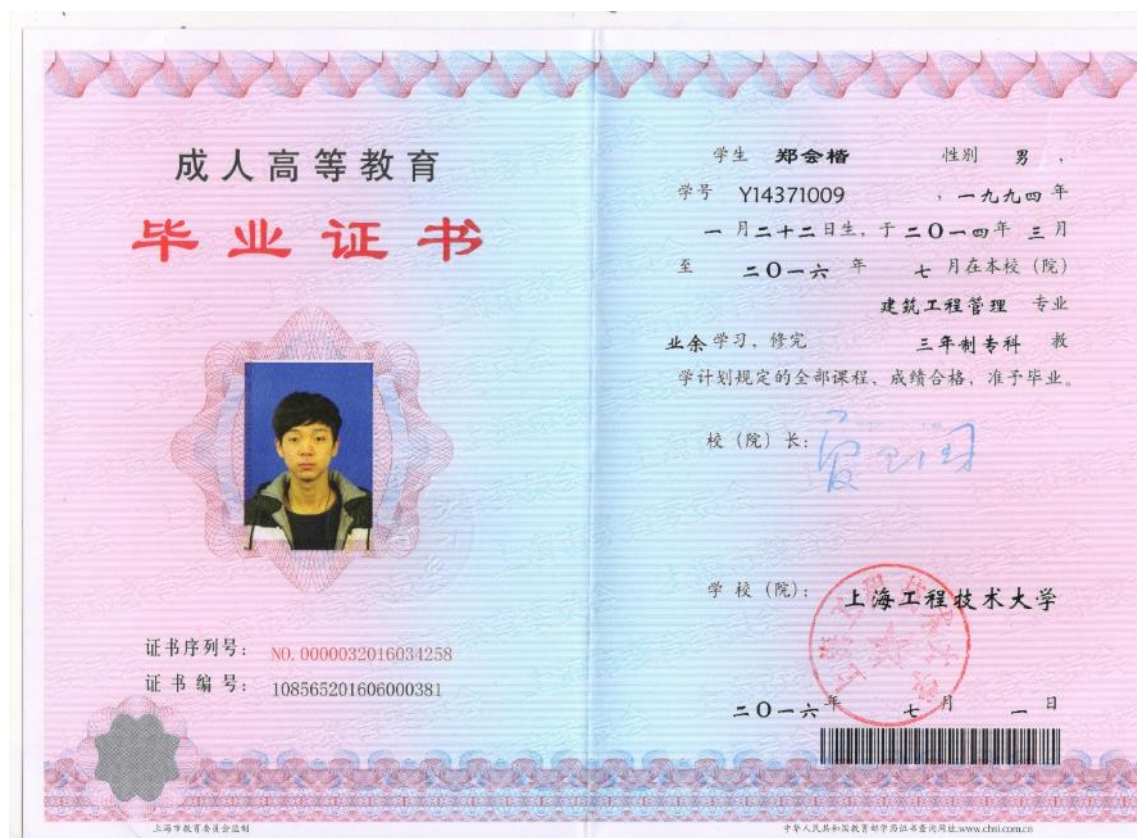 成人高等教育
毕业证书
证书序列号： NO. 0000032016034258
证书编号： 108565201606000381
上海市教育委员会监制
学生 郑会楷 性别 男 ，
学号 Y14371009 ，一九九四年
一月二十二日生，于二〇一四年 三月
至 二〇一六 年 七月在本校（院）
建筑工程管理 专业
业余学习，修完 三年制专科 教
学计划规定的全部课程，成绩合格，准予毕业。
校（院）长：
学校（院）： 上海工程技术大学
二〇一六年 七月 一日
中华人民共和国教育部学历证书查询网址:www.chsi.com.cn